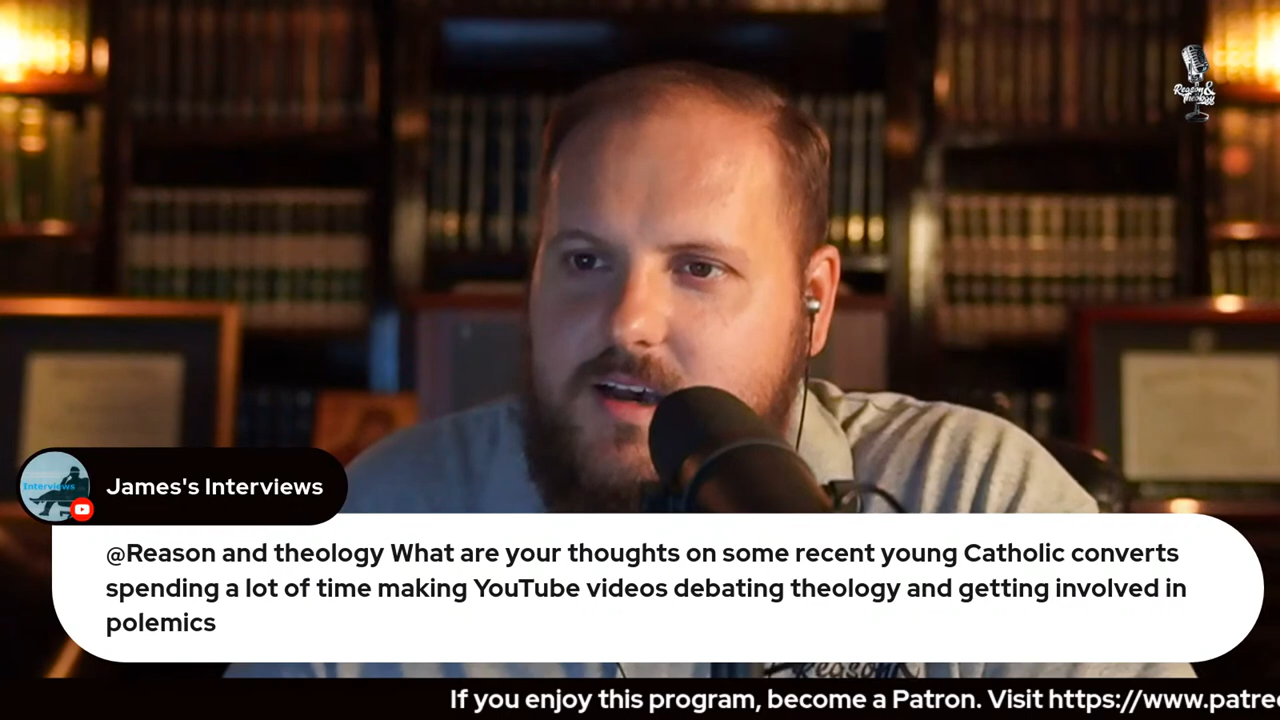 Reason &
Theology
Interviews
James's Interviews
@Reason and theology What are your thoughts on some recent young Catholic converts
spending a lot of time making YouTube videos debating theology and getting involved in
polemics
Reason
If you enjoy this program, become a Patron. Visit https://www.patre